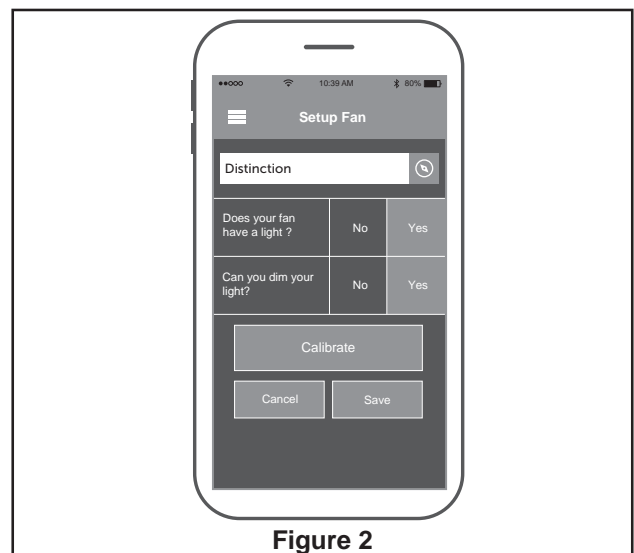 10:39 AM 80%
Setup Fan
Distinction
Does your fan
have a light ?
No Yes
Can you dim your
light?
No Yes
Calibrate
Cancel Save
Figure 2